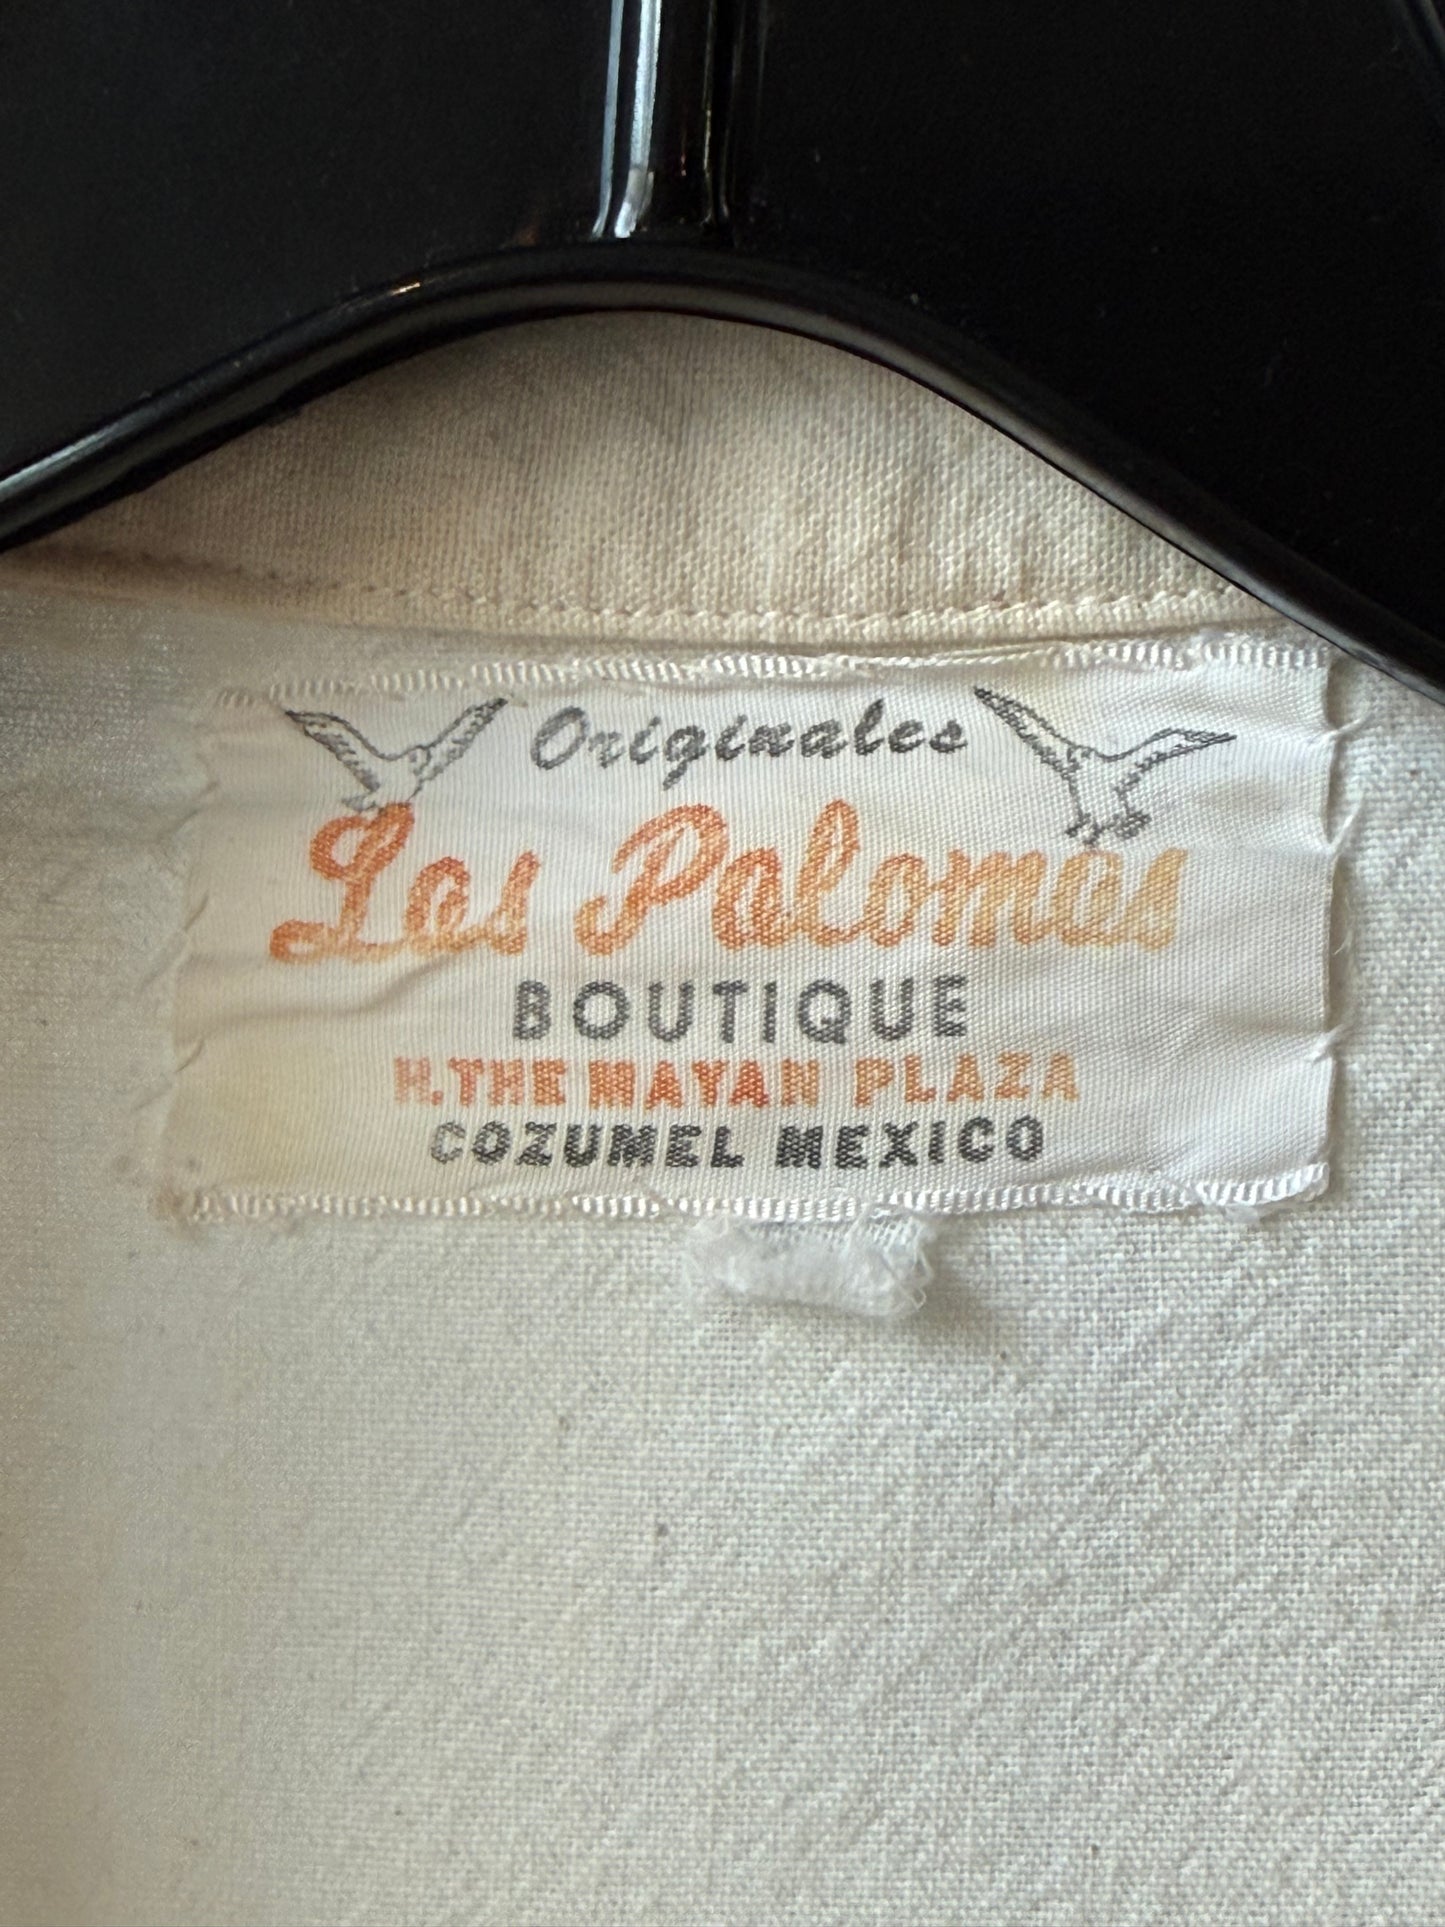 Originales
Las Palomas
BOUTIQUE
H.THE MAYAN PLAZA
COZUMEL MEXICO